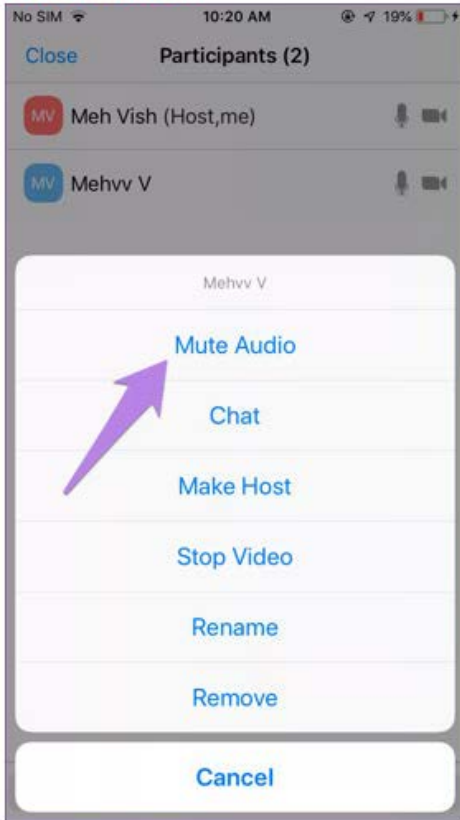 No SIM 10:20 AM 19%
Close Participants (2)
MV Meh Vish (Host,me)
MV Mehvv V
Mehvv V
Mute Audio
Chat
Make Host
Stop Video
Rename
Remove
Cancel